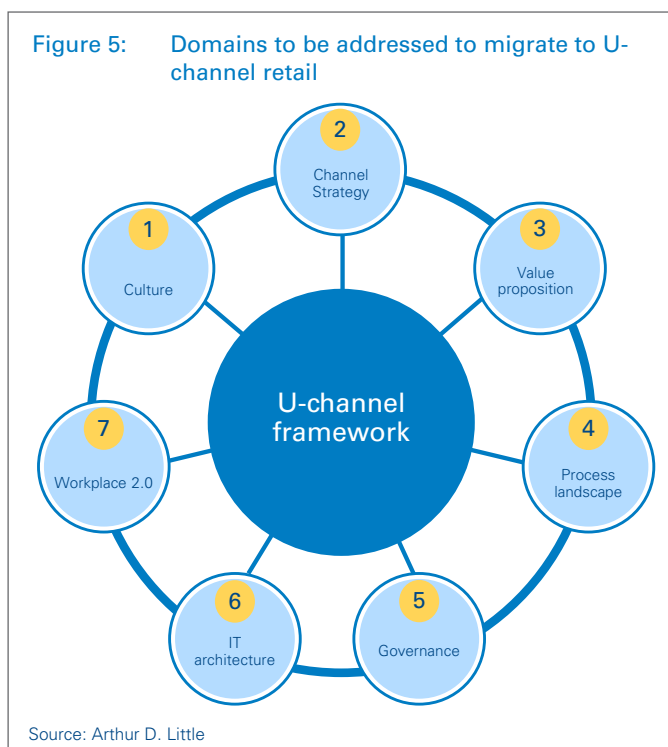 Figure 5: Domains to be addressed to migrate to U-
channel retail
2
Channel
Strategy
1
Culture
3
Value
proposition
U-channel
framework
7
Workplace 2.0
4
Process
landscape
6
IT
architecture
5
Governance
Source: Arthur D. Little